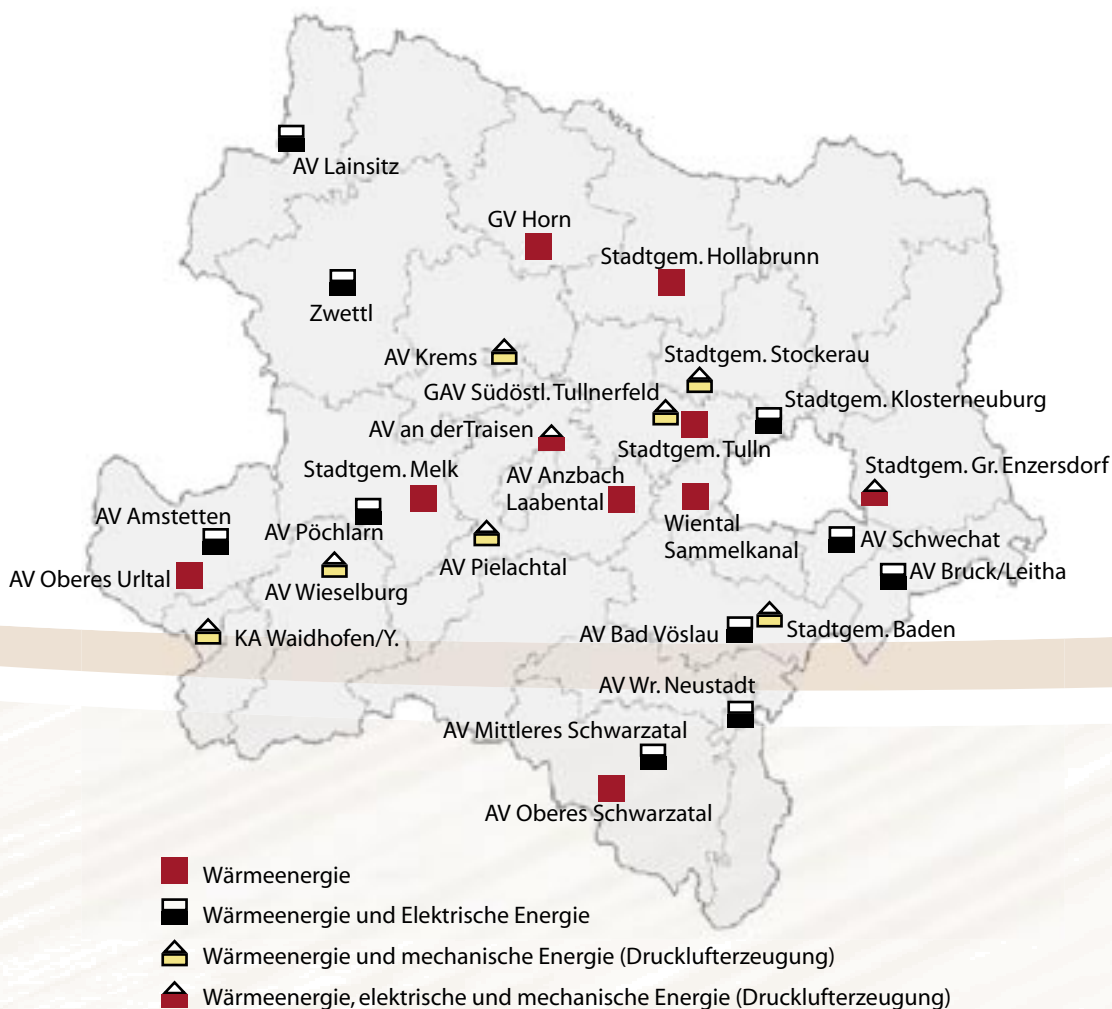 AV Lainsitz
GV Horn
Stadtgem. Hollabrunn
Zwettl
AV Krems
Stadtgem. Stockerau
GAV Südöstl. Tullnerfeld
Stadtgem. Klosterneuburg
AV an derTraisen
Stadtgem. Tulln
Stadtgem. Melk
AV Anzbach
Laabental
Stadtgem. Gr. Enzersdorf
AV Amstetten
AV Pöchlarn
Wiental
Sammelkanal
AV Schwechat
AV Oberes Urltal
AV Wieselburg
AV Pielachtal
AV Bruck/Leitha
KA Waidhofen/Y.
AV Bad Vöslau
Stadtgem. Baden
AV Wr. Neustadt
AV Mittleres Schwarzatal
AV Oberes Schwarzatal
Wärmeenergie
Wärmeenergie und Elektrische Energie
Wärmeenergie und mechanische Energie (Drucklufterzeugung)
Wärmeenergie, elektrische und mechanische Energie (Drucklufterzeugung)